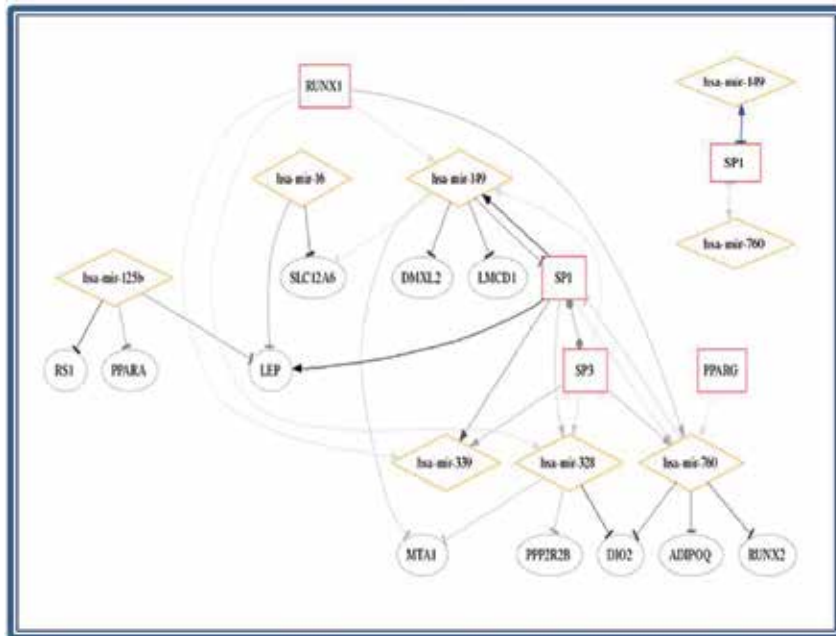 hsa-mir-149
RUNX1
SP1
hsa-mir-16
hsa-mir-149
hsa-mir-760
hsa-mir-125b
SLC12A6
DMXL2
LMCD1
SP1
RS1
PPARA
LEP
SP3
PPARG
hsa-mir-339
hsa-mir-328
hsa-mir-760
MTA1
PPP2R2B
DIO2
ADIPOQ
RUNX2